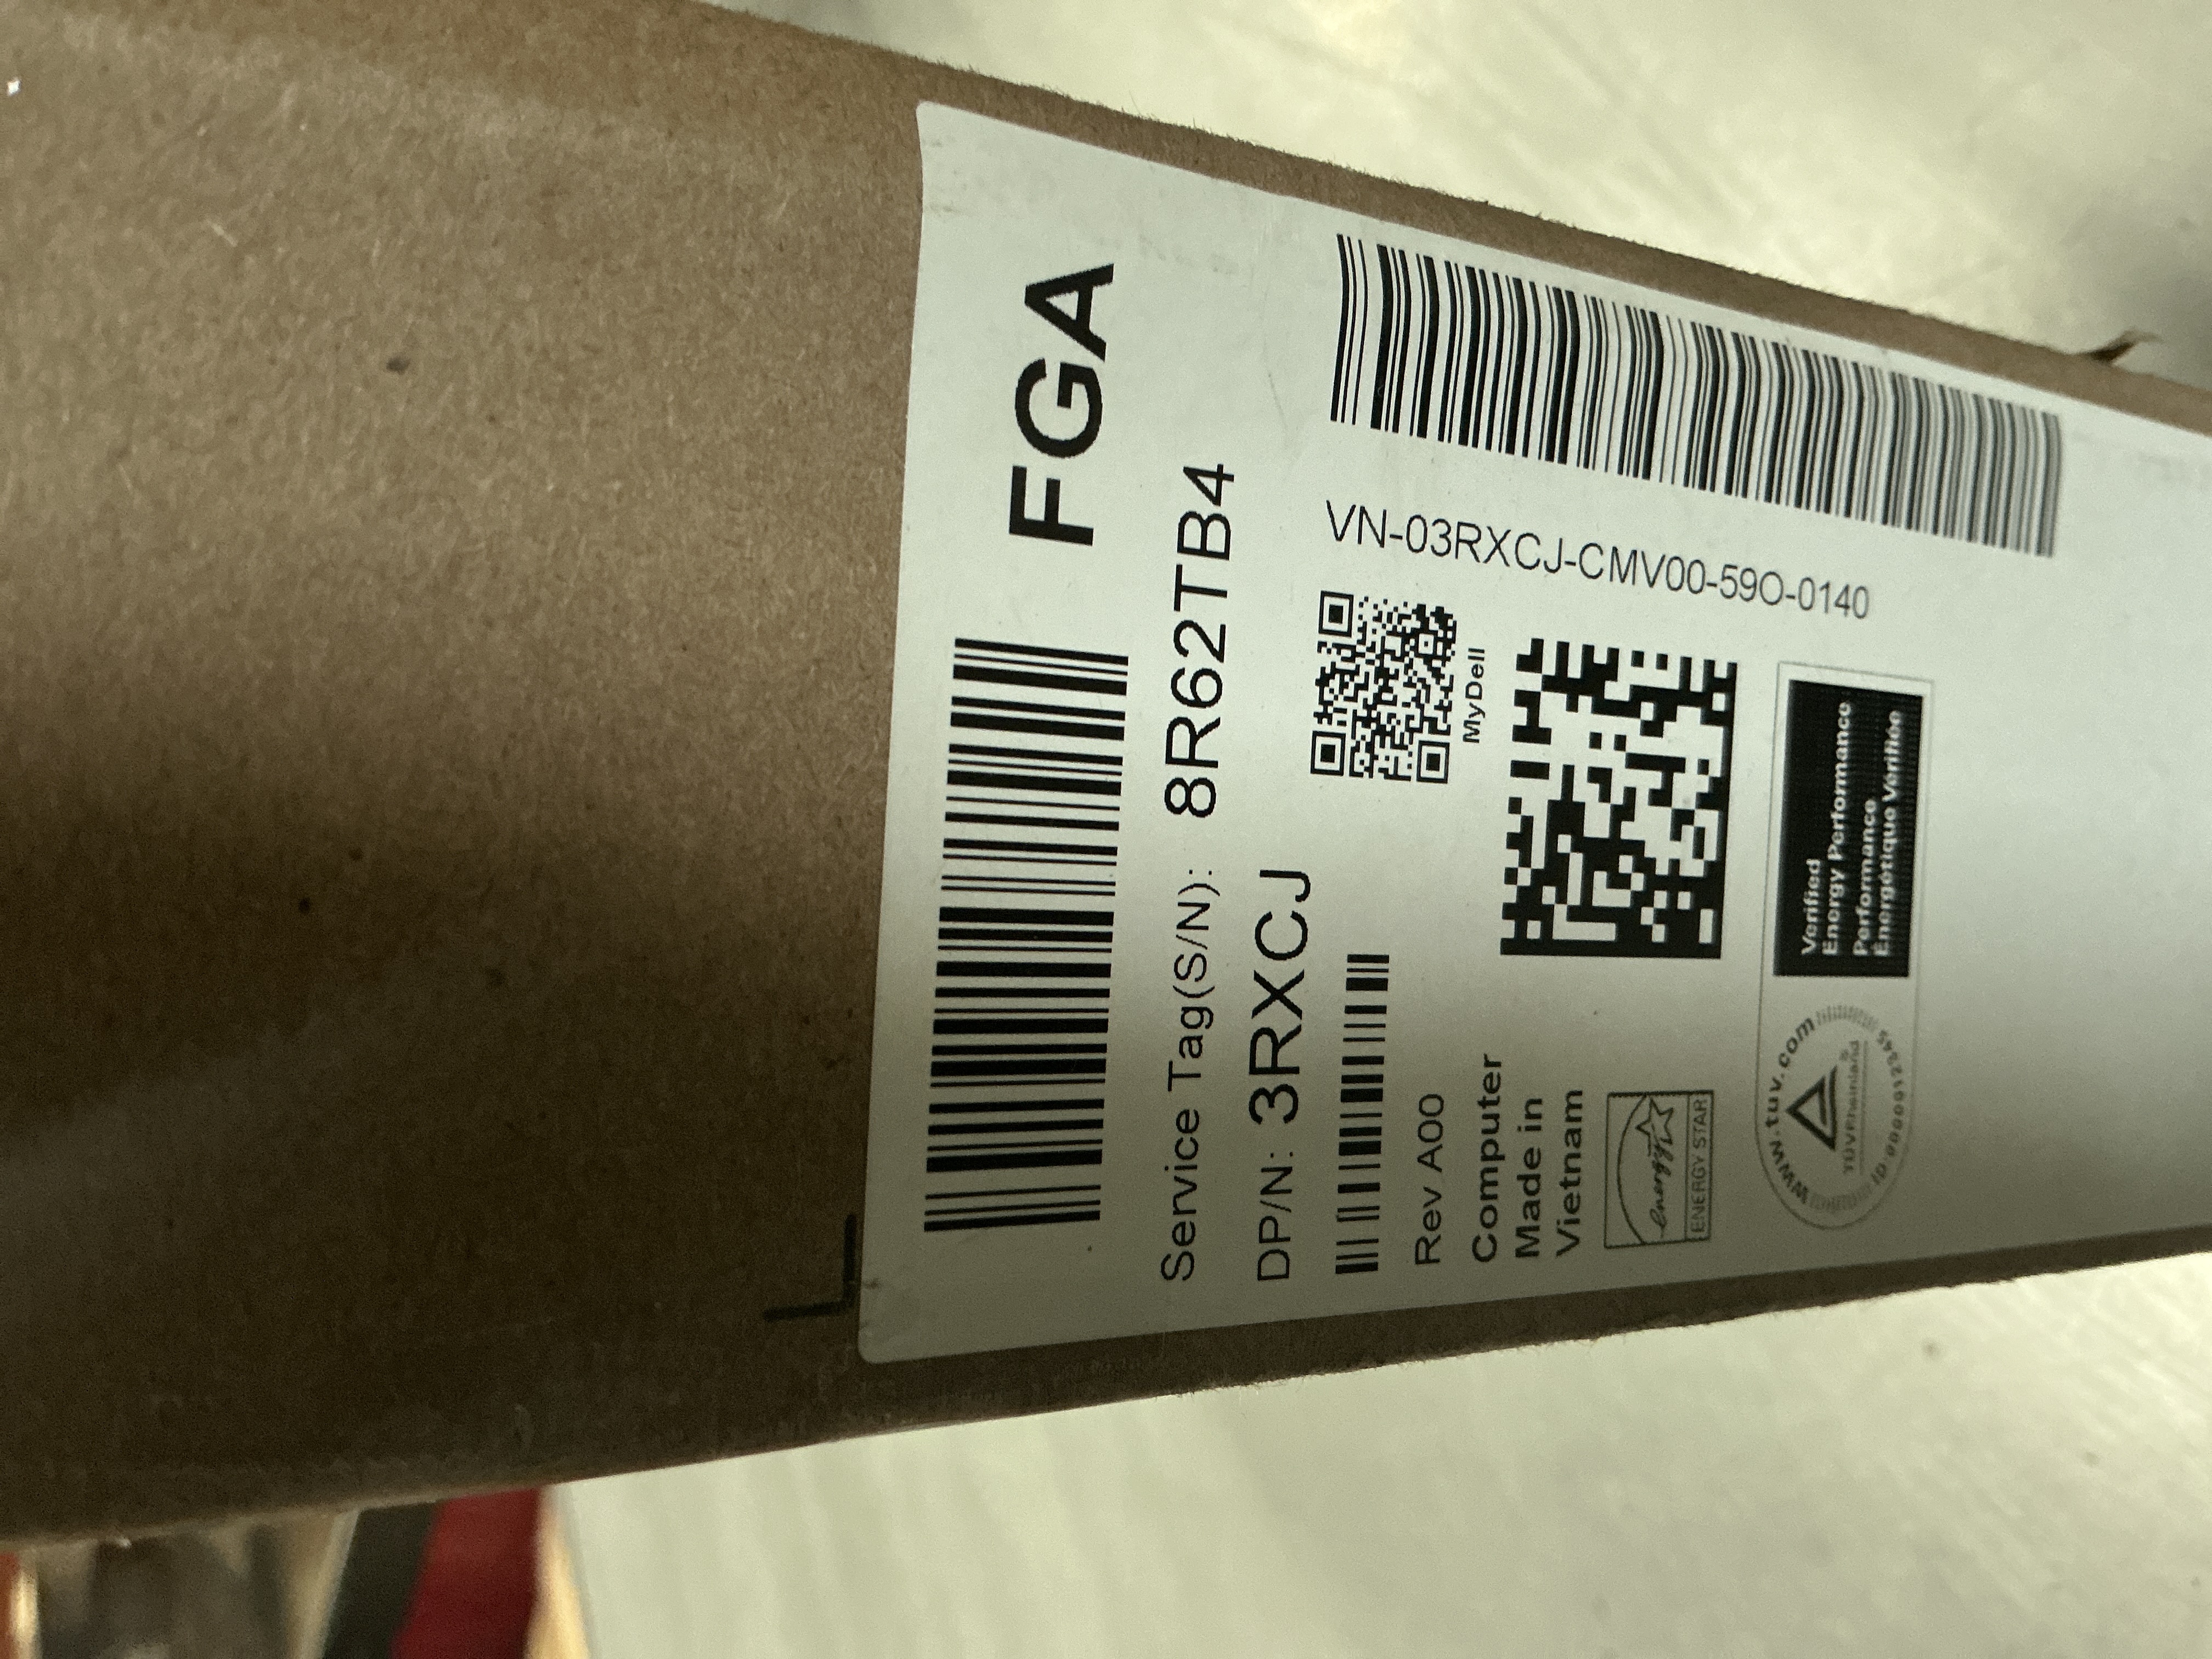 FGA
Service Tag(S/N): 8R62TB4
DP/N: 3RXCJ
Rev A00
Computer
Made in
Vietnam
MyDell
VN-03RXCJ-CMV00-59O-0140
energy
ENERGY STAR
www.tuv.com
TÜVRheinland®
Verified
Energy Performance
Performance
Énergétique Vérifiée